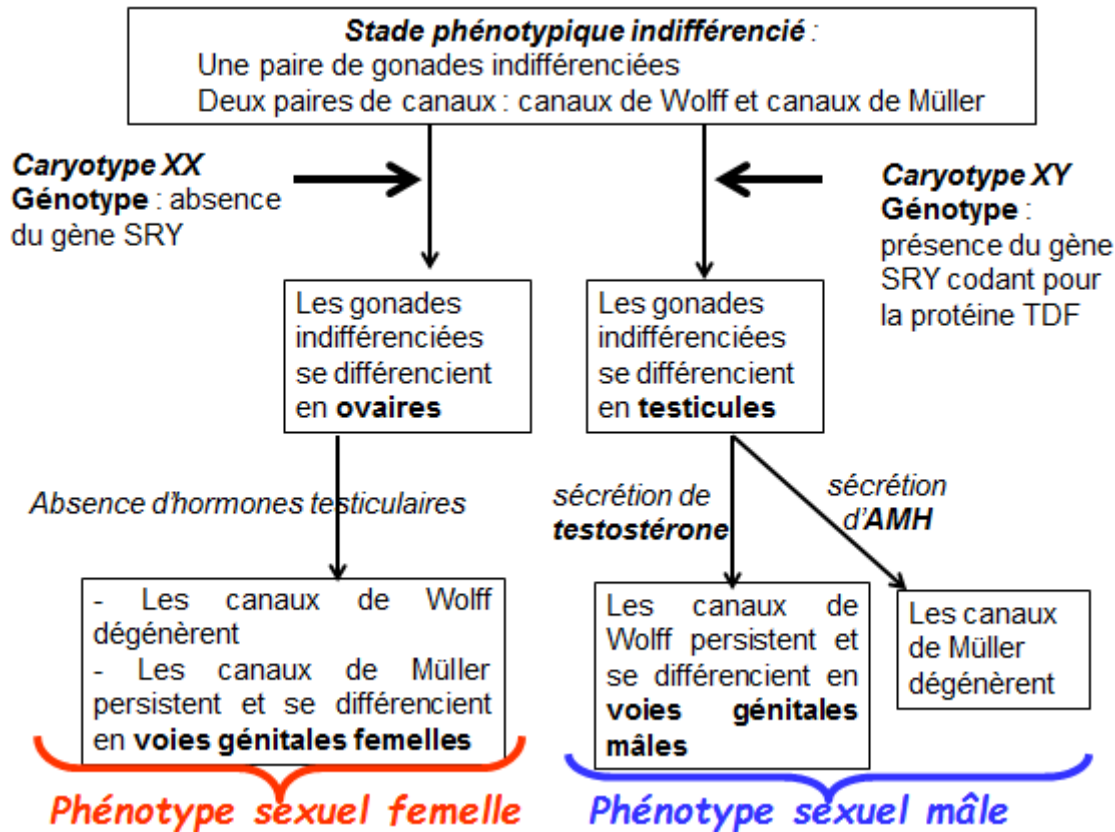 Stade phénotypique indifférencié :
Une paire de gonades indifférenciées
Deux paires de canaux : canaux de Wolff et canaux de Müller
Caryotype XX
Génotype : absence
du gène SRY
Caryotype XY
Génotype :
présence du gène
SRY codant pour
la protéine TDF
Les gonades
indifférenciées
se différencient
en ovaires
Les gonades
indifférenciées
se différencient
en testicules
Absence d'hormones testiculaires
sécrétion de
testostérone
sécrétion
d'AMH
- Les canaux de Wolff
dégénèrent
- Les canaux de Müller
persistent et se différencient
en voies génitales femelles
Les canaux de
Wolff persistent et
se différencient en
voies génitales
mâles
Les canaux
de Müller
dégénèrent
Phénotype sexuel femelle
Phénotype sexuel mâle